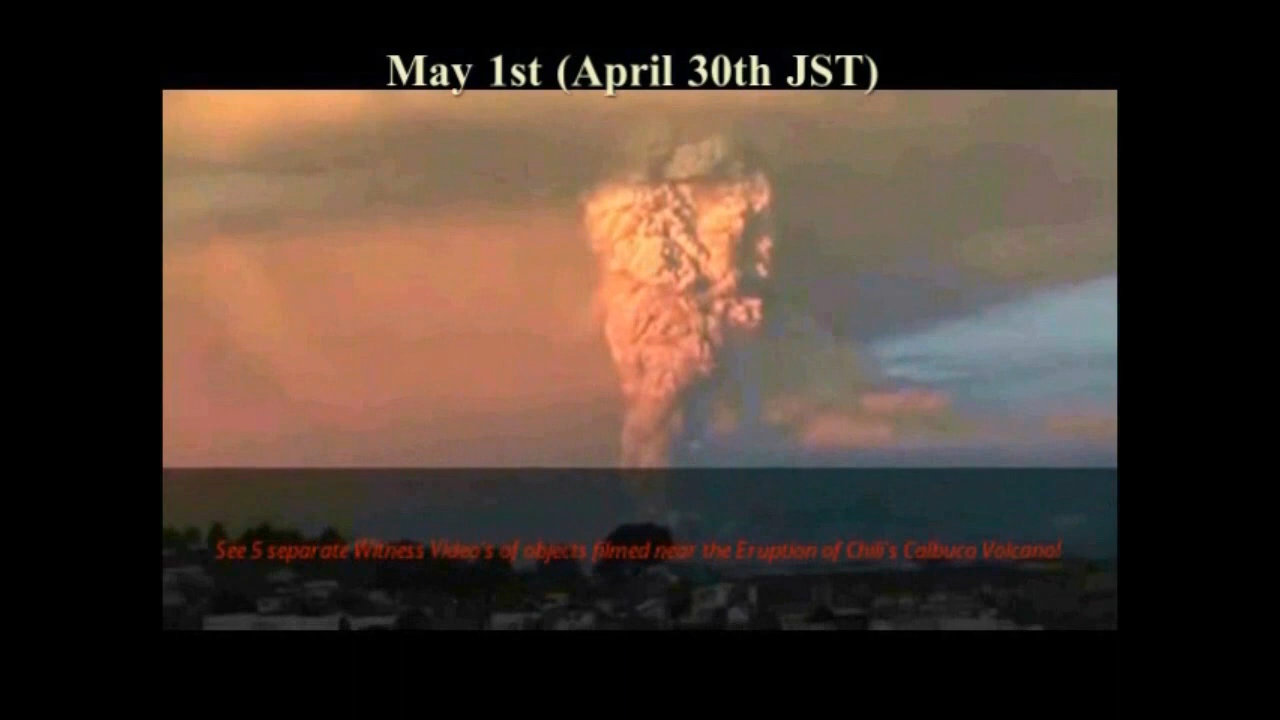 May 1st (April 30th JST)
See 5 separate Witness Video's of objects filmed near the Eruption of Chili's Calbuco Volcano!